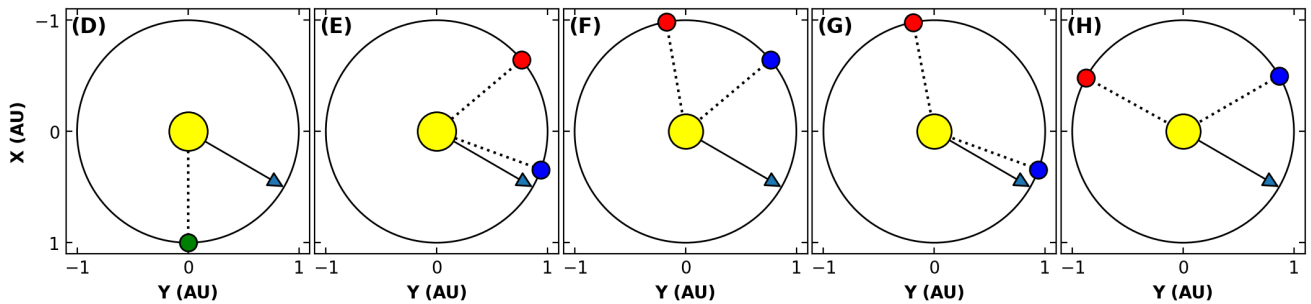 (D) (E) (F) (G) (H)
−1
0
1
X (AU)
−1 0 1 −1 0 1 −1 0 1 −1 0 1 −1 0 1
Y (AU) Y (AU) Y (AU) Y (AU) Y (AU)